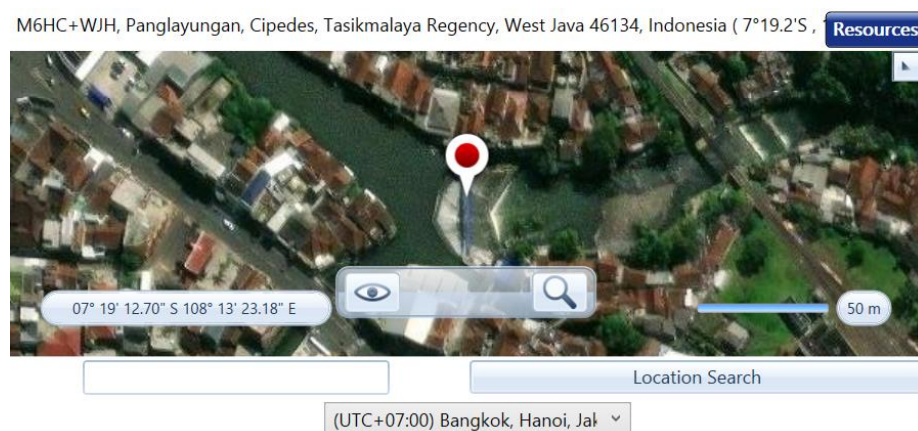 M6HC+WJH, Panglayungan, Cipedes, Tasikmalaya Regency, West Java 46134, Indonesia ( 7°19.2'S ,
Resources
07° 19' 12.70" S 108° 13' 23.18" E
50 m
Location Search
(UTC+07:00) Bangkok, Hanoi, Jak